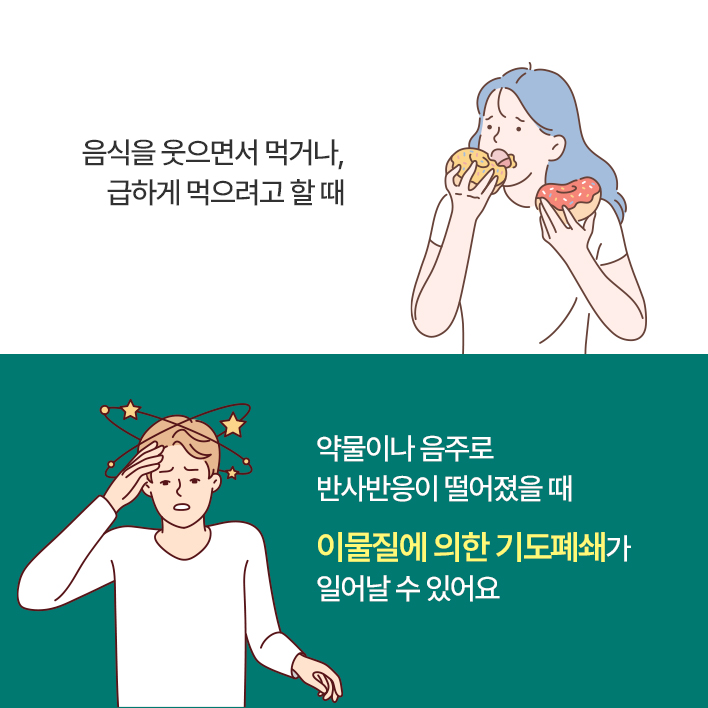 음식을 웃으면서 먹거나,
급하게 먹으려고 할 때
약물이나 음주로
반사반응이 떨어졌을 때
이물질에 의한 기도폐쇄가
일어날 수 있어요